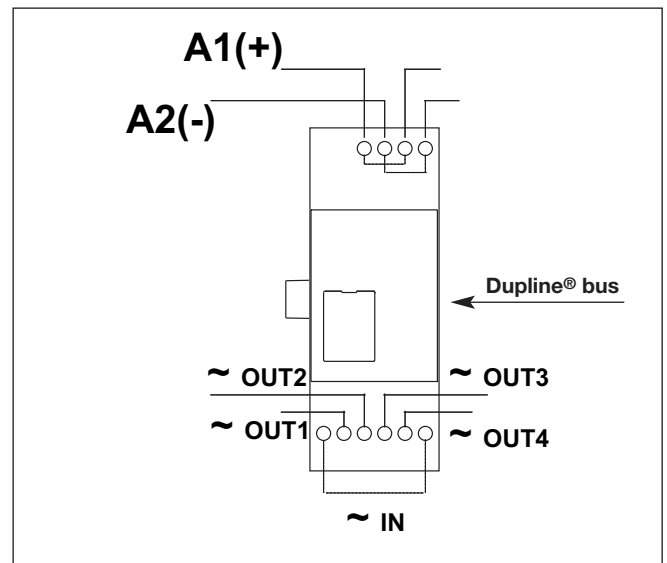 A1(+)
A2(-)
Dupline® bus
~ OUT2
~ OUT3
~ OUT1
~ OUT4
~ IN